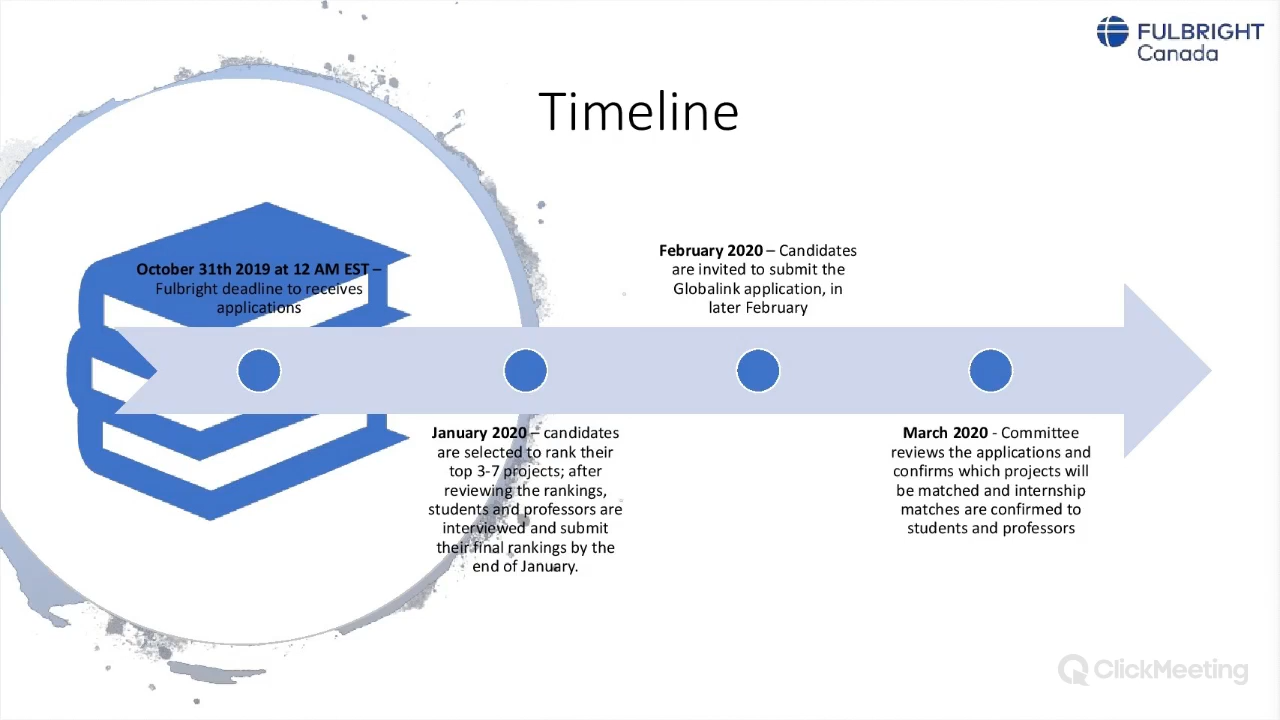 FULBRIGHT
Canada
Timeline
October 31th 2019 at 12 AM EST –
Fulbright deadline to receives
applications
January 2020 – candidates
are selected to rank their
top 3-7 projects; after
reviewing the rankings,
students and professors are
interviewed and submit
their final rankings by the
end of January.
February 2020 – Candidates
are invited to submit the
Globalink application, in
later February
March 2020 - Committee
reviews the applications and
confirms which projects will
be matched and internship
matches are confirmed to
students and professors
ClickMeeting